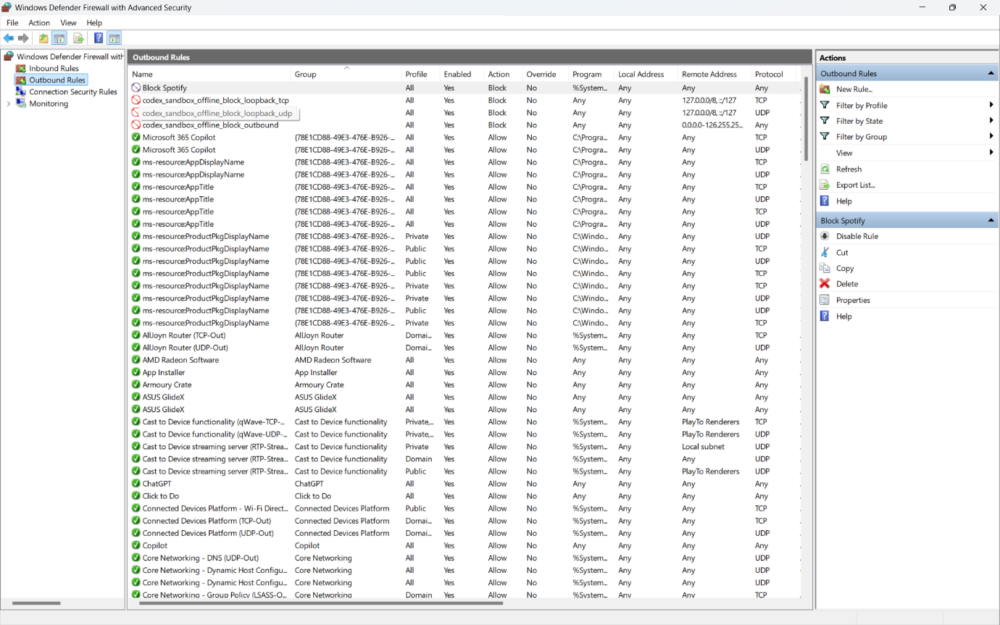 Windows Defender Firewall with Advanced Security
File Action View Help
Windows Defender Firewall with
Inbound Rules
Outbound Rules
Connection Security Rules
Monitoring
Outbound Rules
Name Group Profile Enabled Action Override Program Local Address Remote Address Protocol
Block Spotify All Yes Block No %System... Any Any Any
codex_sandbox_offline_block_loopback_tcp All Yes Block No Any Any 127.0.0.0/8, ::/127 TCP
codex_sandbox_offline_block_loopback_udp All Yes Block No Any Any 127.0.0.0/8, ::/127 UDP
codex_sandbox_offline_block_outbound All Yes Block No Any Any 0.0.0.0-126.255.25... Any
Microsoft 365 Copilot {78E1CD88-49E3-476E-B926-... All Yes Allow No C:\Progra... Any Any TCP
Microsoft 365 Copilot {78E1CD88-49E3-476E-B926-... All Yes Allow No C:\Progra... Any Any UDP
ms-resource:AppDisplayName {78E1CD88-49E3-476E-B926-... All Yes Allow No C:\Progra... Any Any TCP
ms-resource:AppDisplayName {78E1CD88-49E3-476E-B926-... All Yes Allow No C:\Progra... Any Any UDP
ms-resource:AppTitle {78E1CD88-49E3-476E-B926-... All Yes Allow No C:\Progra... Any Any TCP
ms-resource:AppTitle {78E1CD88-49E3-476E-B926-... All Yes Allow No C:\Progra... Any Any UDP
ms-resource:AppTitle {78E1CD88-49E3-476E-B926-... All Yes Allow No C:\Progra... Any Any TCP
ms-resource:AppTitle {78E1CD88-49E3-476E-B926-... All Yes Allow No C:\Progra... Any Any UDP
ms-resource:ProductPkgDisplayName {78E1CD88-49E3-476E-B926-... Private Yes Allow No C:\Windo... Any Any TCP
ms-resource:ProductPkgDisplayName {78E1CD88-49E3-476E-B926-... Public Yes Allow No C:\Windo... Any Any TCP
ms-resource:ProductPkgDisplayName {78E1CD88-49E3-476E-B926-... Public Yes Allow No C:\Windo... Any Any UDP
ms-resource:ProductPkgDisplayName {78E1CD88-49E3-476E-B926-... Public Yes Allow No C:\Windo... Any Any TCP
ms-resource:ProductPkgDisplayName {78E1CD88-49E3-476E-B926-... Private Yes Allow No C:\Windo... Any Any TCP
ms-resource:ProductPkgDisplayName {78E1CD88-49E3-476E-B926-... Private Yes Allow No C:\Windo... Any Any UDP
ms-resource:ProductPkgDisplayName {78E1CD88-49E3-476E-B926-... Public Yes Allow No C:\Windo... Any Any UDP
ms-resource:ProductPkgDisplayName {78E1CD88-49E3-476E-B926-... Private Yes Allow No C:\Windo... Any Any TCP
AllJoyn Router (TCP-Out) AllJoyn Router Domai... Yes Allow No %System... Any Any TCP
AllJoyn Router (UDP-Out) AllJoyn Router Domai... Yes Allow No %System... Any Any UDP
AMD Radeon Software AMD Radeon Software All Yes Allow No Any Any Any Any
App Installer App Installer All Yes Allow No Any Any Any Any
Armoury Crate Armoury Crate All Yes Allow No Any Any Any Any
ASUS GlideX ASUS GlideX All Yes Allow No Any Any Any Any
ASUS GlideX ASUS GlideX All Yes Allow No Any Any Any Any
Cast to Device functionality (qWave-TCP-... Cast to Device functionality Private,... Yes Allow No %System... Any PlayTo Renderers TCP
Cast to Device functionality (qWave-UDP-... Cast to Device functionality Private,... Yes Allow No %System... Any PlayTo Renderers UDP
Cast to Device streaming server (RTP-Strea... Cast to Device functionality Private Yes Allow No %System... Any Local subnet UDP
Cast to Device streaming server (RTP-Strea... Cast to Device functionality Domain Yes Allow No %System... Any Any UDP
Cast to Device streaming server (RTP-Strea... Cast to Device functionality Public Yes Allow No %System... Any PlayTo Renderers UDP
ChatGPT ChatGPT All Yes Allow No Any Any Any Any
Click to Do Click to Do All Yes Allow No Any Any Any Any
Connected Devices Platform - Wi-Fi Direct... Connected Devices Platform Public Yes Allow No %System... Any Any TCP
Connected Devices Platform (TCP-Out) Connected Devices Platform Domai... Yes Allow No %System... Any Any TCP
Connected Devices Platform (UDP-Out) Connected Devices Platform Domai... Yes Allow No %System... Any Any UDP
Copilot Copilot All Yes Allow No Any Any Any Any
Core Networking - DNS (UDP-Out) Core Networking All Yes Allow No %System... Any Any UDP
Core Networking - Dynamic Host Configu... Core Networking All Yes Allow No %System... Any Any UDP
Core Networking - Dynamic Host Configu... Core Networking All Yes Allow No %System... Any Any UDP
Core Networking - Group Policy (LSASS-O... Core Networking Domain Yes Allow No %System... Any Any TCP
Actions
Outbound Rules
New Rule...
Filter by Profile
Filter by State
Filter by Group
View
Refresh
Export List...
Help
Block Spotify
Disable Rule
Cut
Copy
Delete
Properties
Help